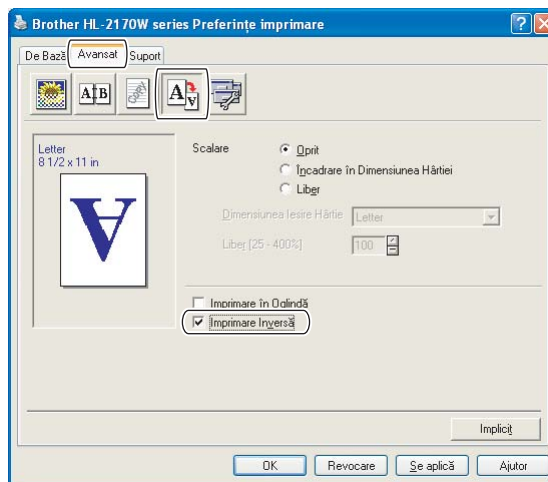 Brother HL-2170W series Preferințe imprimare
De Bază Avansat Suport
Letter
8 1/2 x 11 in
A
Scalare
Oprit
Încadrare în Dimensiunea Hârtiei
Liber
Dimensiunea Iesire Hârtie Letter
Liber [25 - 400%] 100
Imprimare în Oglindă
Imprimare Inversă
Implicit
OK Revocare Se aplică Ajutor